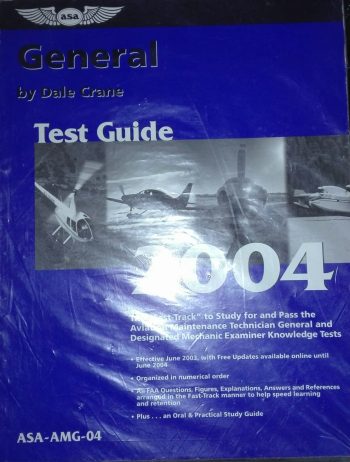 asa
General
by Dale Crane
Test Guide
2004
"Fast-Track" to Study for and Pass the
Aviation Maintenance Technician General and
Designated Mechanic Examiner Knowledge Tests
• Effective June 2003, with Free Updates available online until
June 2004
• Organized in numerical order
• All FAA Questions, Figures, Explanations, Answers and References
arranged in the Fast-Track manner to help speed learning
and retention
• Plus . . . an Oral & Practical Study Guide
ASA-AMG-04